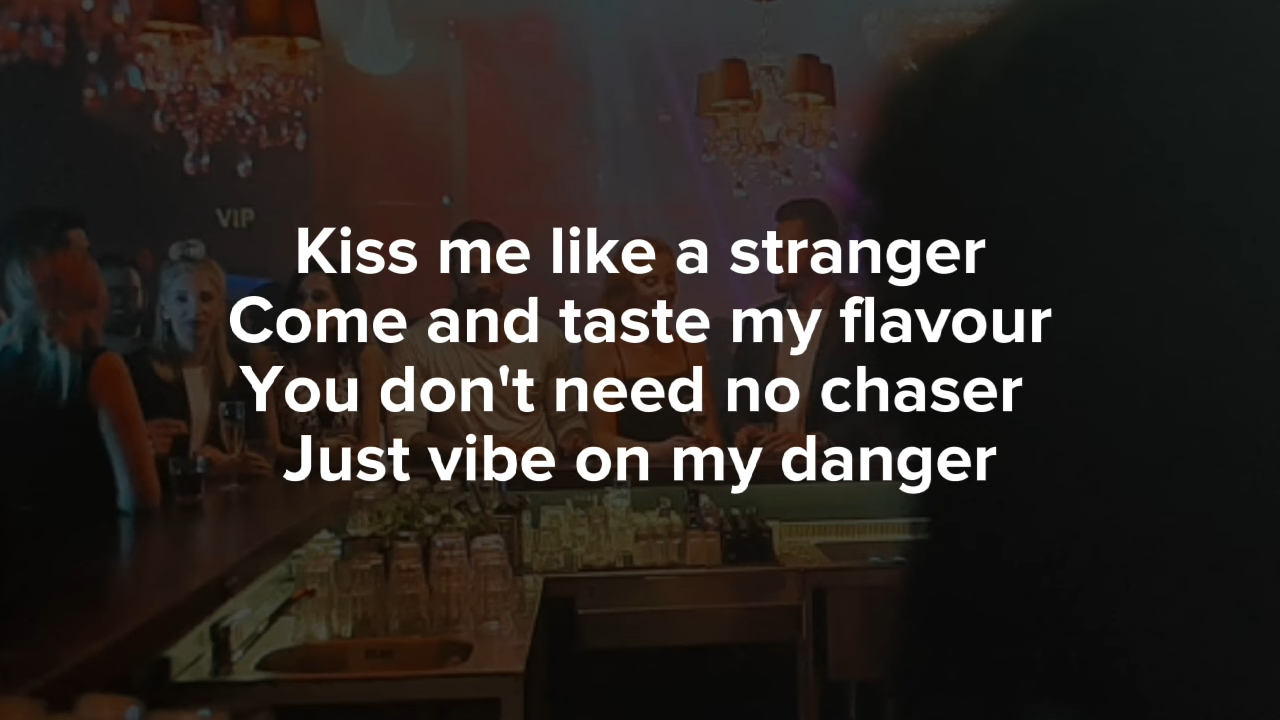 VIP
Kiss me like a stranger
Come and taste my flavour
You don't need no chaser
Just vibe on my danger